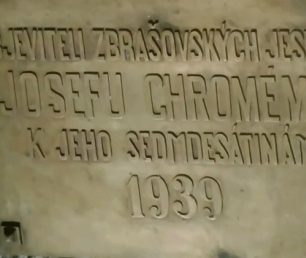 JEVITELI ZBRAŠOVSKÝCH JES
JOSEFU CHROMÉM
K JEHO SEDMDESÁTINÁM
1939